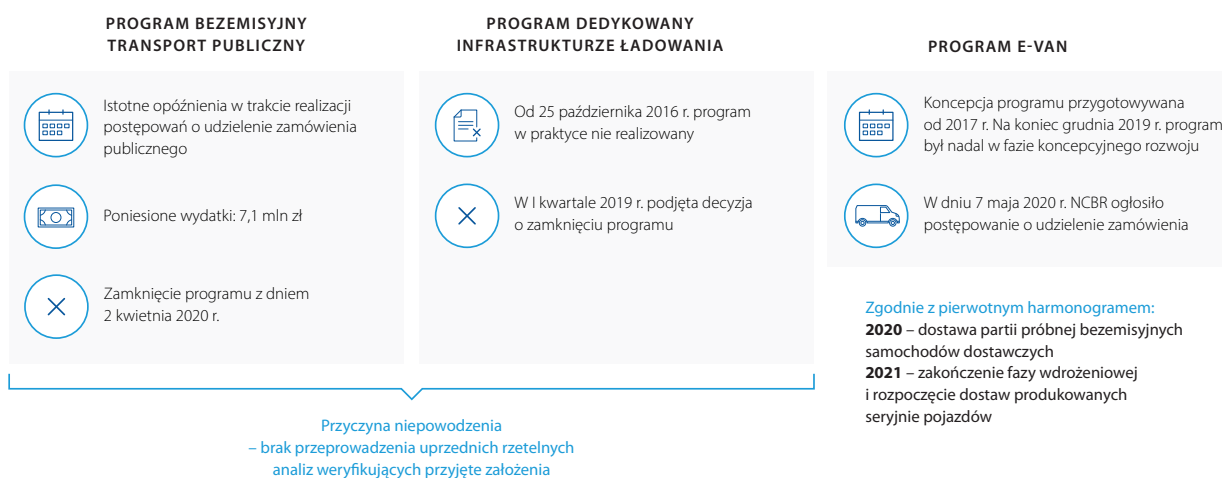 PROGRAM BEZEMISYJNY
TRANSPORT PUBLICZNY
Istotne opóźnienia w trakcie realizacji
postępowań o udzielenie zamówienia
publicznego
Poniesione wydatki: 7,1 mln zł
Zamknięcie programu z dniem
2 kwietnia 2020 r.
PROGRAM DEDYKOWANY
INFRASTRUKTURZE ŁADOWANIA
Od 25 października 2016 r. program
w praktyce nie realizowany
W I kwartale 2019 r. podjęta decyzja
o zamknięciu programu
Przyczyna niepowodzenia
– brak przeprowadzenia uprzednich rzetelnych
analiz weryfikujących przyjęte założenia
PROGRAM E-VAN
Koncepcja programu przygotowywana
od 2017 r. Na koniec grudnia 2019 r. program
był nadal w fazie koncepcyjnego rozwoju
W dniu 7 maja 2020 r. NCBR ogłosiło
postępowanie o udzielenie zamówienia
Zgodnie z pierwotnym harmonogramem:
2020 – dostawa partii próbnej bezemisyjnych
samochodów dostawczych
2021 – zakończenie fazy wdrożeniowej
i rozpoczęcie dostaw produkowanych
seryjnie pojazdów